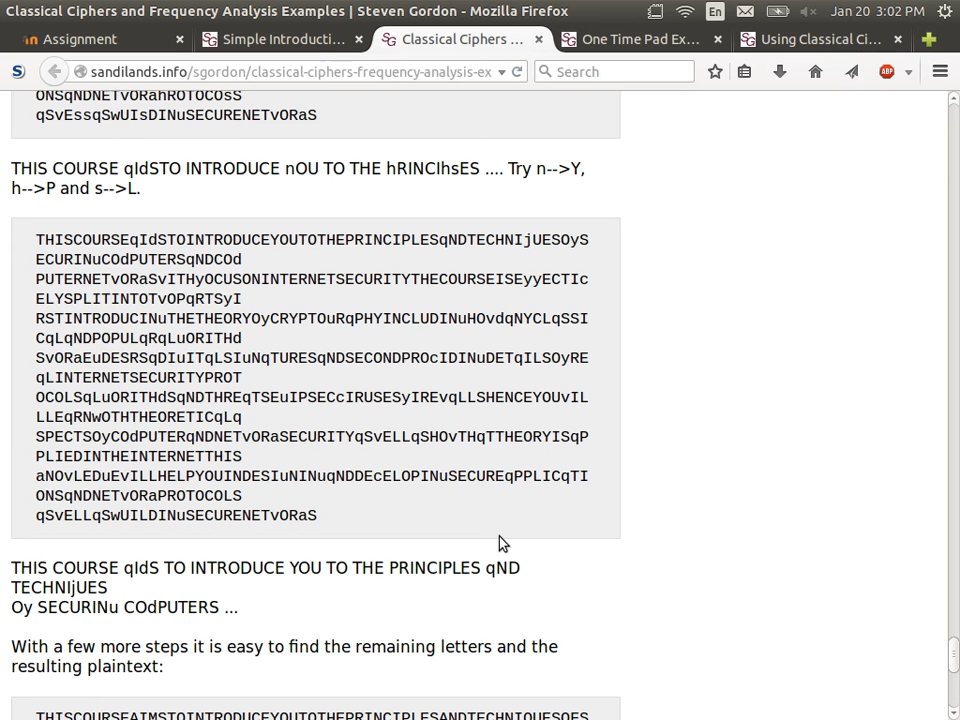 Classical Ciphers and Frequency Analysis Examples | Steven Gordon - Mozilla Firefox
En
Jan 20 3:02 PM
Assignment
Simple Introducti...
Classical Ciphers ...
One Time Pad Ex...
Using Classical Ci...
sandilands.info/sgordon/classical-ciphers-frequency-analysis-ex
Search
ABP
ONSqNDNETvORahROTOCOsS
qSvEssqSwUIsDINuSECURENETvORaS
THIS COURSE qIdSTO INTRODUCE nOU TO THE hRINCIhsES .... Try n-->Y,
h-->P and s-->L.
THISCOURSEqIdSTOINTRODUCEYOUTOTHEPRINCIPLESqNDTECHNIjUESOyS
ECURINuCOdPUTERSqNDCOd
PUTERNETvORaSvITHyOCUSONINTERNETSECURITYTHECOURSEISEyyECTIc
ELYSPLITINTOTvOPqRTSyI
RSTINTRODUCINuTHETHEORYOyCRYPTOuRqPHYINCLUDINuHOvdqNYCLqSSI
CqLqNDPOPULqRqLuORITHd
SvORaEuDESRSqDIuITqLSIuNqTURESqNDSECONDPROcIDINuDETqILSOyRE
qLINTERNETSECURITYPROT
OCOLSqLuORITHdSqNDTHREqTSEuIPSECcIRUSESyIREvqLLSHENCEYOUvIL
LLEqRNwOTHTHEORETICqLq
SPECTSOyCOdPUTERqNDNETvORaSECURITYqSvELLqSHOvTHqTTHEORYISqP
PLIEDINTHEINTERNETTHIS
aNOvLEDuEvILLHELPYOUINDESIuNINuqNDDEcELOPINuSECUREqPPLICqTI
ONSqNDNETvORaPROTOCOLS
qSvELLqSwUILDINuSECURENETvORaS
THIS COURSE qIdS TO INTRODUCE YOU TO THE PRINCIPLES qND
TECHNIjUES
Oy SECURINu COdPUTERS ...
With a few more steps it is easy to find the remaining letters and the
resulting plaintext:
THISCOURSEAIMSTOINTRODUCEYOUTOTHEPRINCIPLESANDTECHNIQUESOFS